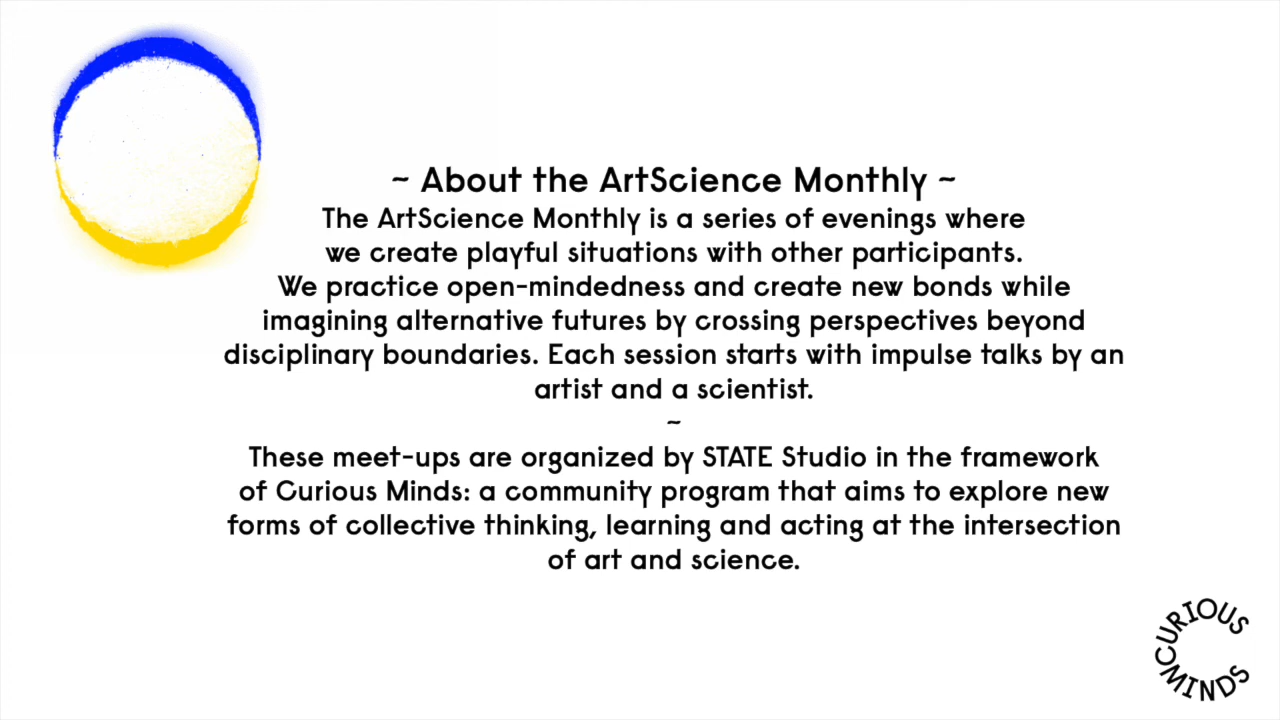 ~ About the ArtScience Monthly ~
The ArtScience Monthly is a series of evenings where
we create playful situations with other participants.
We practice open-mindedness and create new bonds while
imagining alternative futures by crossing perspectives beyond
disciplinary boundaries. Each session starts with impulse talks by an
artist and a scientist.
~
These meet-ups are organized by STATE Studio in the framework
of Curious Minds: a community program that aims to explore new
forms of collective thinking, learning and acting at the intersection
of art and science.
CURIOUS
MINDS